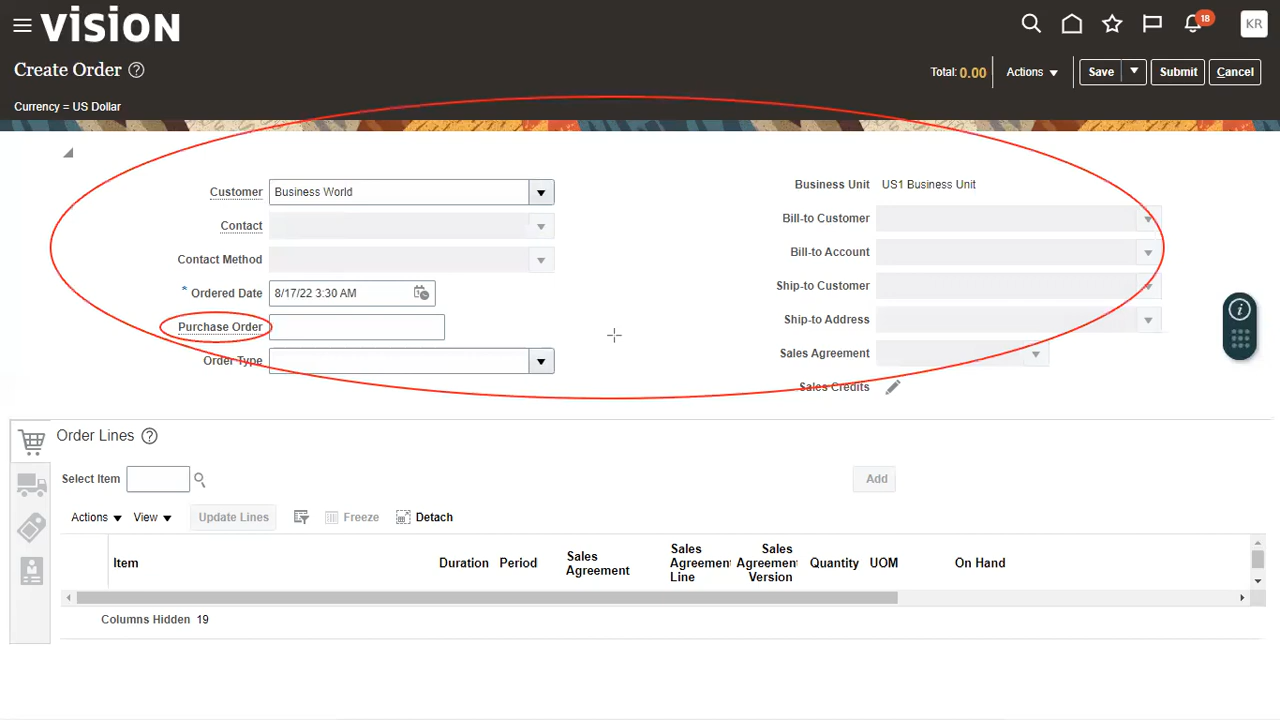 vision
18
KR
Create Order
Total: 0.00
Actions
Save
Submit
Cancel
Currency = US Dollar
Customer
Business World
Contact
Contact Method
* Ordered Date
8/17/22 3:30 AM
Purchase Order
Order Type
Business Unit
US1 Business Unit
Bill-to Customer
Bill-to Account
Ship-to Customer
Ship-to Address
Sales Agreement
Sales Credits
Order Lines
Select Item
Add
Actions
View
Update Lines
Freeze
Detach
Item
Duration
Period
Sales
Agreement
Sales
Agreement
Line
Sales
Agreement
Version
Quantity
UOM
On Hand
Columns Hidden 19